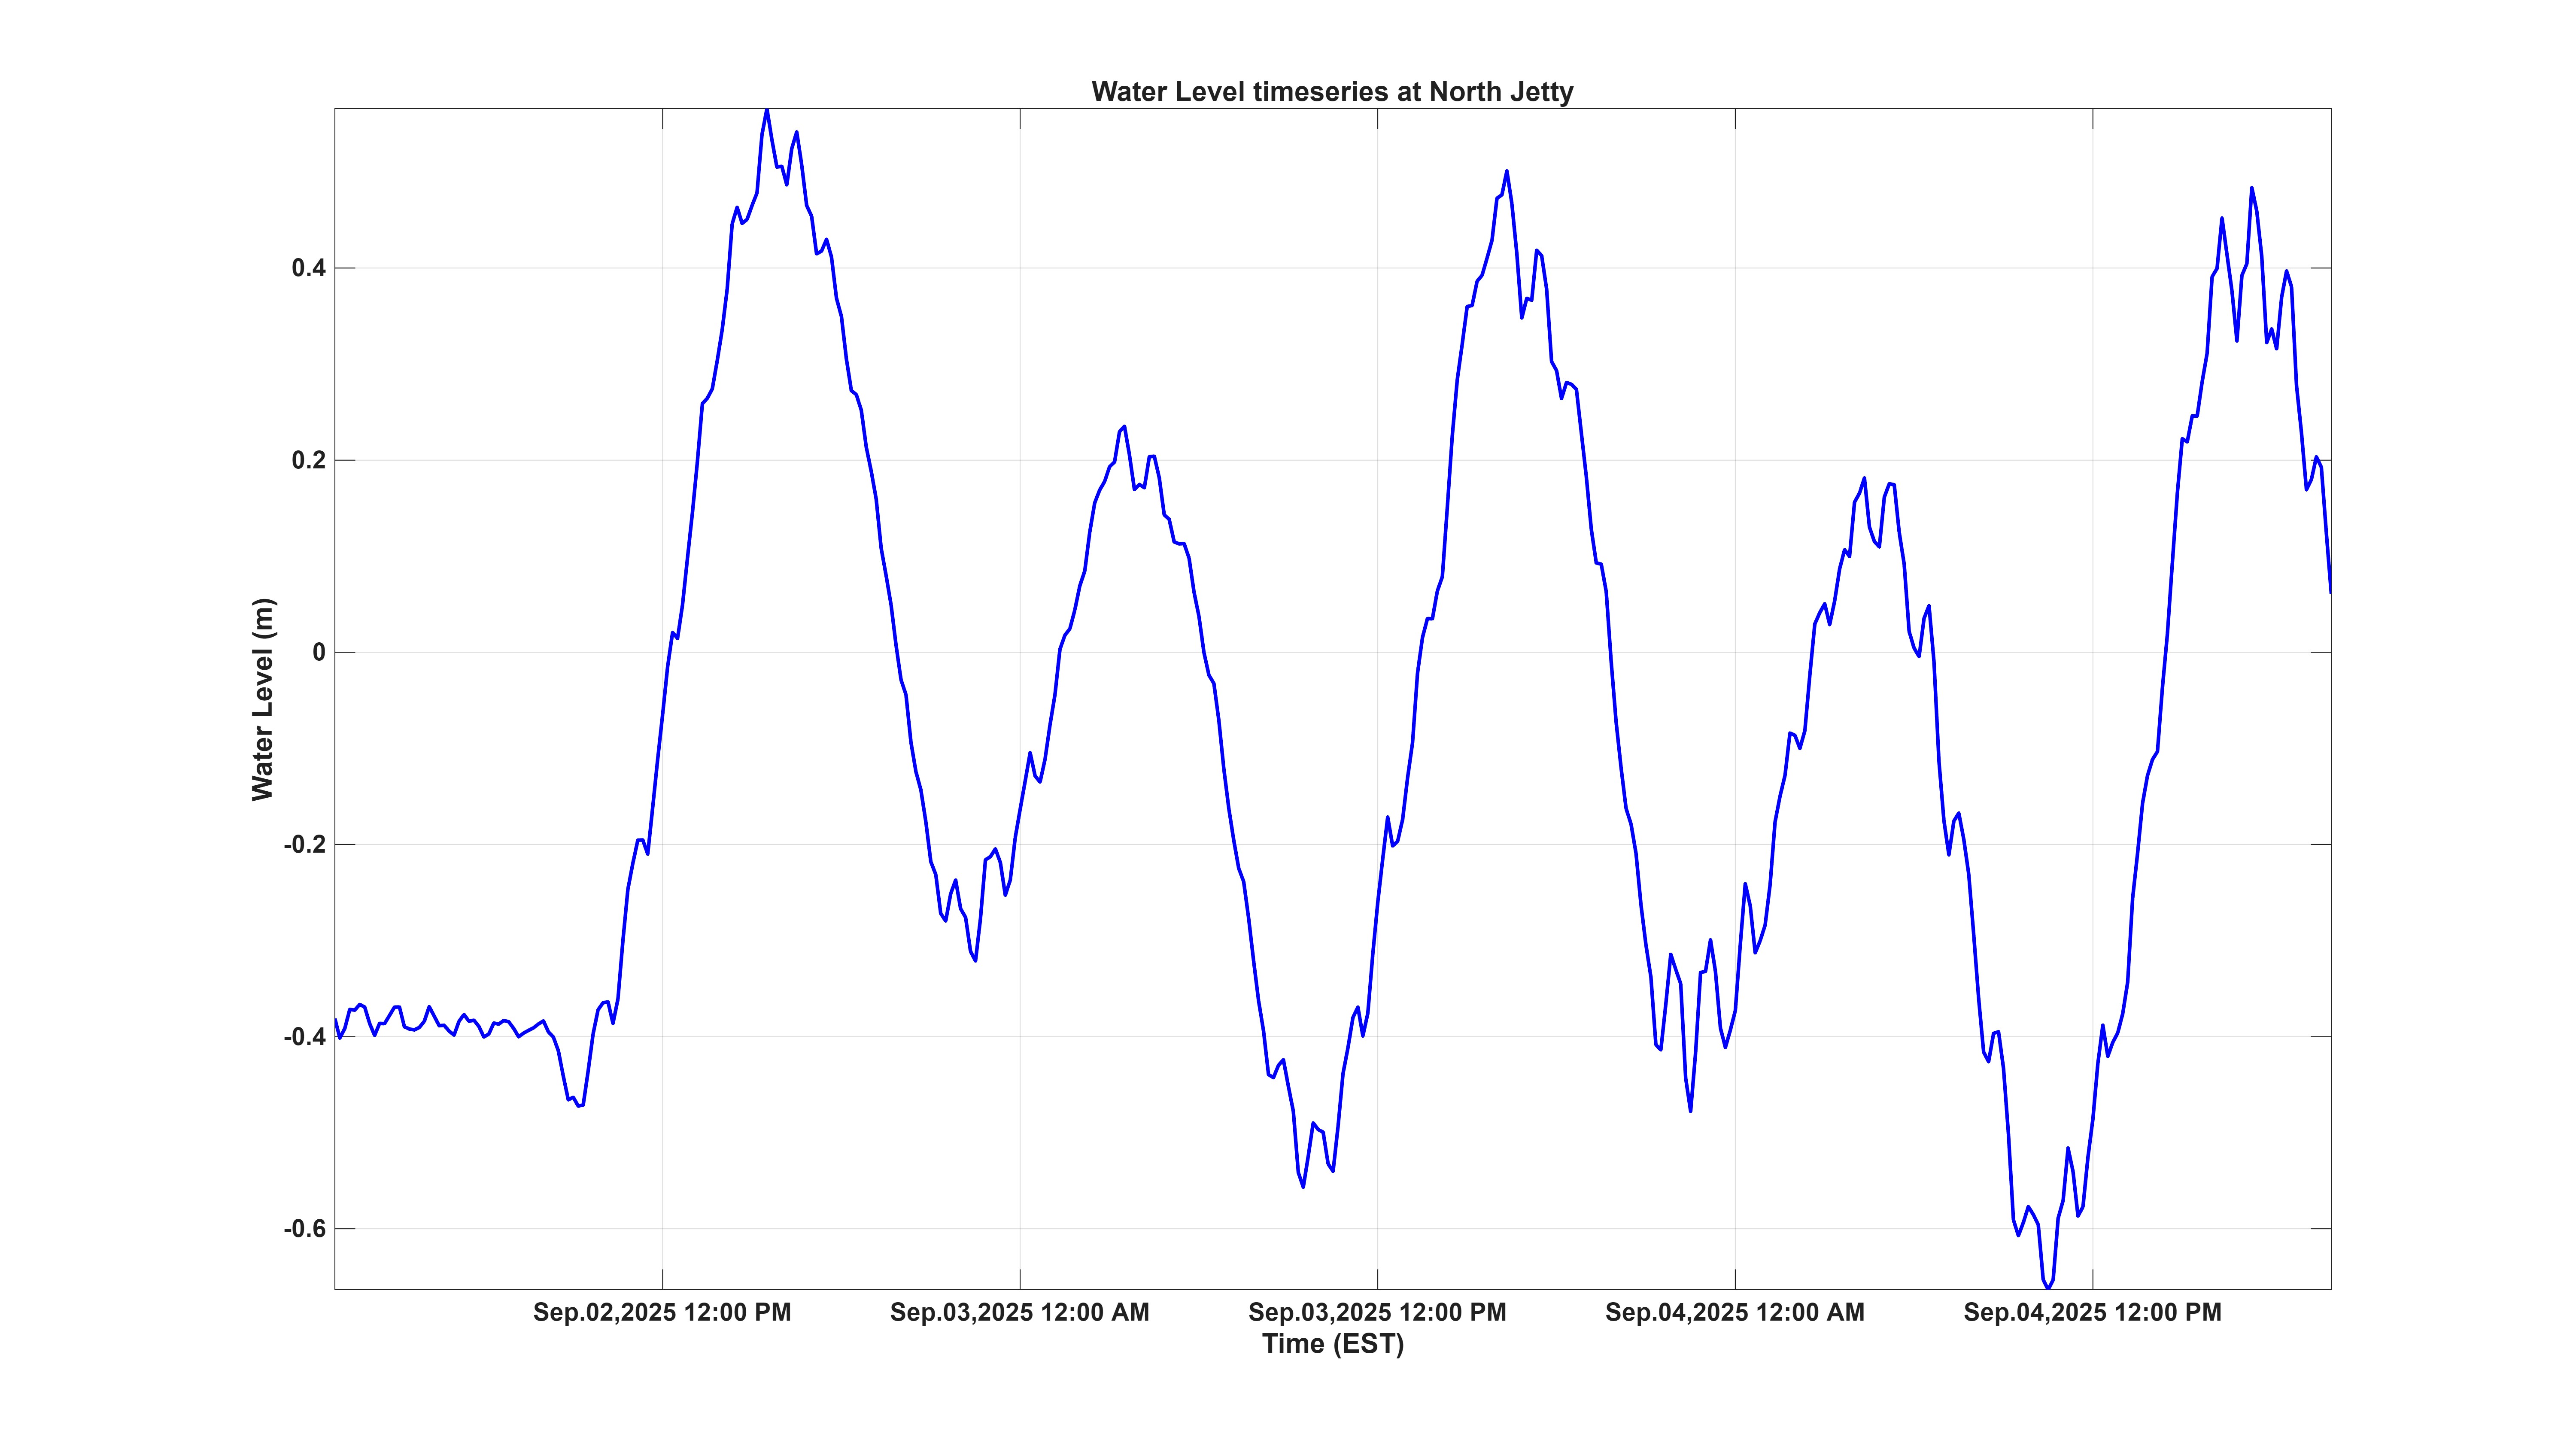 Water Level timeseries at North Jetty
Water Level (m)
0.4
0.2
0
-0.2
-0.4
-0.6
Sep.02,2025 12:00 PM
Sep.03,2025 12:00 AM
Sep.03,2025 12:00 PM
Sep.04,2025 12:00 AM
Sep.04,2025 12:00 PM
Time (EST)